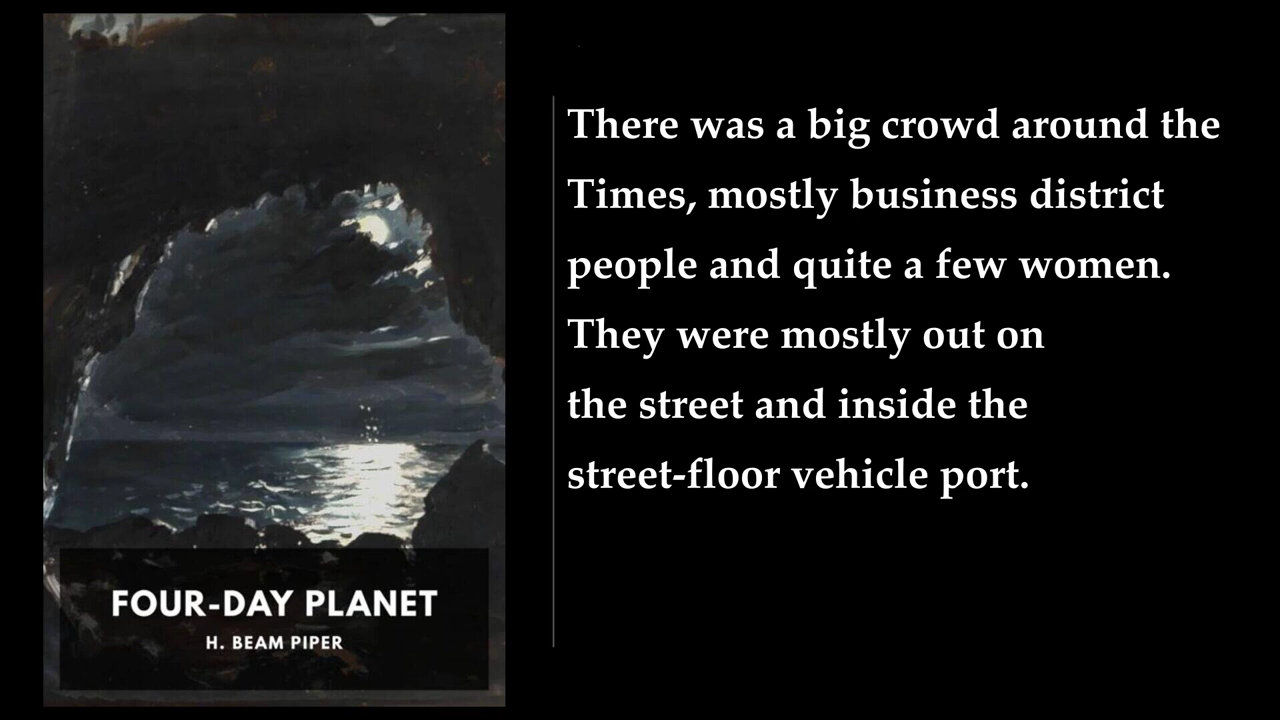 There was a big crowd around the
Times, mostly business district
people and quite a few women.
They were mostly out on
the street and inside the
street-floor vehicle port.
FOUR-DAY PLANET
H. BEAM PIPER